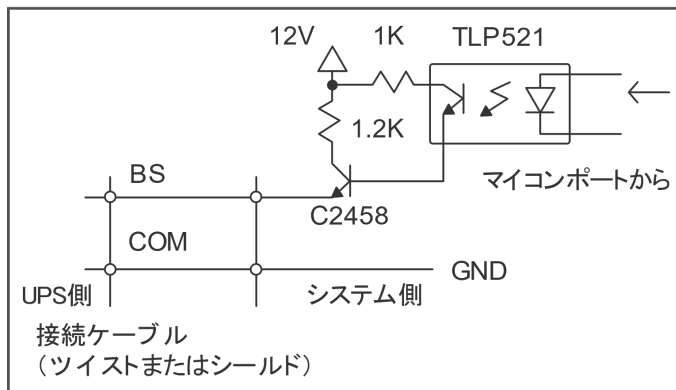 12V
1K
TLP521
1.2K
BS
マイコンポートから
C2458
COM
GND
UPS側
システム側
接続ケーブル
（ツイストまたはシールド）